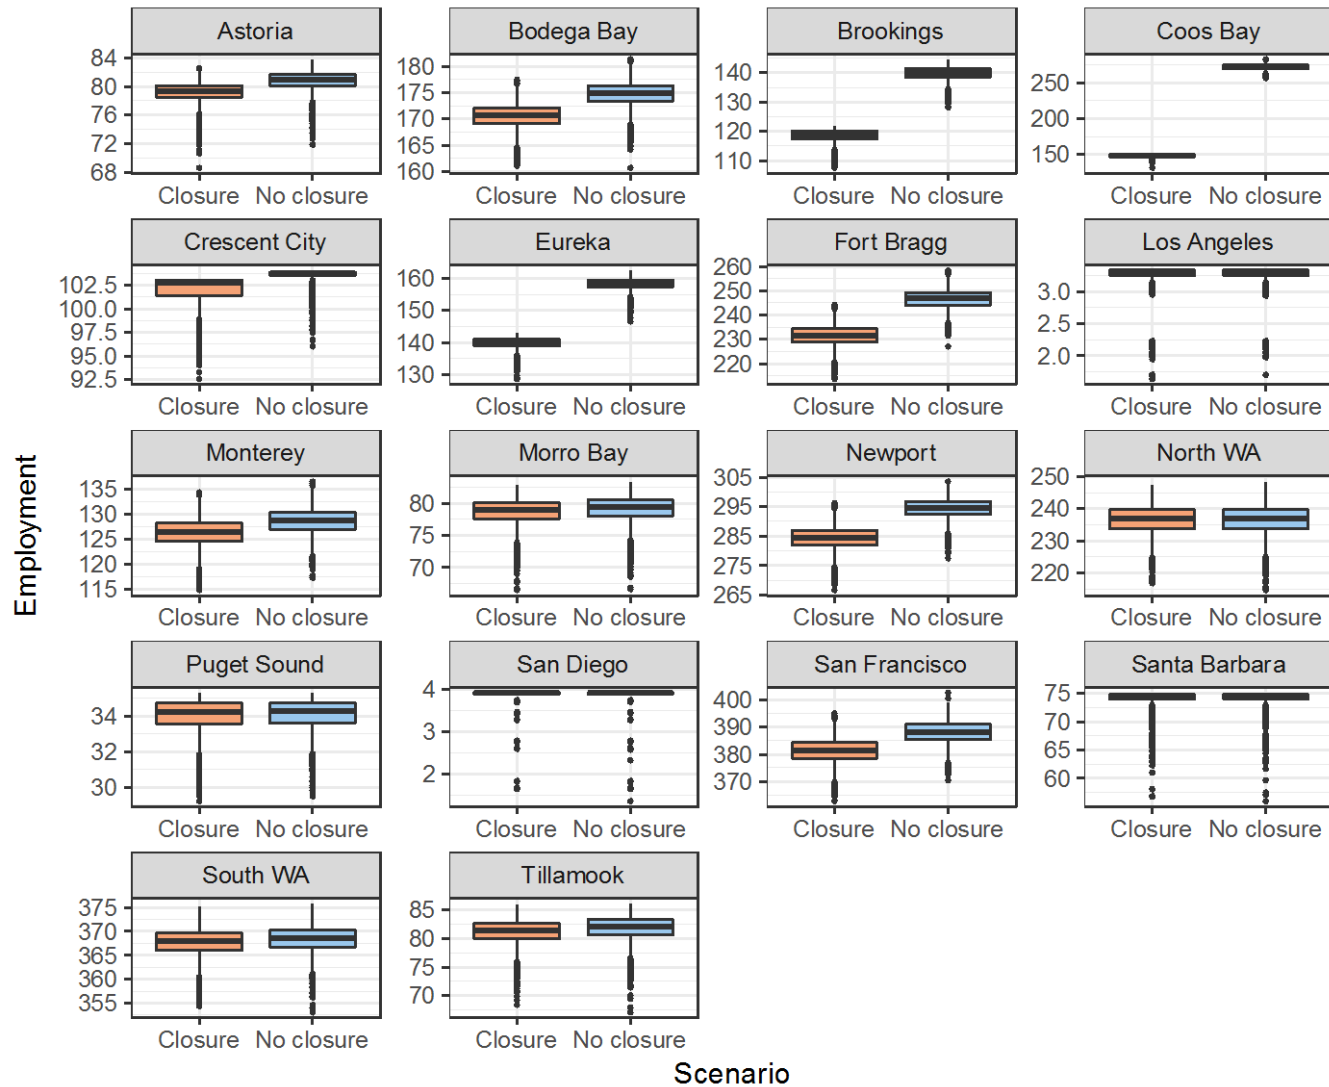 Astoria
Bodega Bay
Brookings
Coos Bay
84
80
76
72
68
180
175
170
165
160
140
130
120
110
250
200
150
Closure No closure
Closure No closure
Closure No closure
Closure No closure
Crescent City
Eureka
Fort Bragg
Los Angeles
102.5
100.0
97.5
95.0
92.5
160
150
140
130
260
250
240
230
220
3.0
2.5
2.0
Closure No closure
Closure No closure
Closure No closure
Closure No closure
Employment
Monterey
Morro Bay
Newport
North WA
135
130
125
120
115
80
75
70
305
295
285
275
265
250
240
230
220
Closure No closure
Closure No closure
Closure No closure
Closure No closure
Puget Sound
San Diego
San Francisco
Santa Barbara
34
32
30
4
3
2
400
390
380
370
75
70
65
60
Closure No closure
Closure No closure
Closure No closure
Closure No closure
South WA
Tillamook
375
370
365
360
355
85
80
75
70
Closure No closure
Closure No closure
Scenario